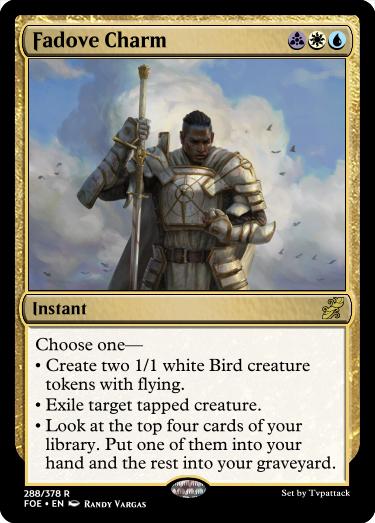 Fadove Charm
Instant
Choose one—
• Create two 1/1 white Bird creature
tokens with flying.
• Exile target tapped creature.
• Look at the top four cards of your
library. Put one of them into your
hand and the rest into your graveyard.
288/378 R
FOE • EN Randy Vargas
Set by Tvpattack